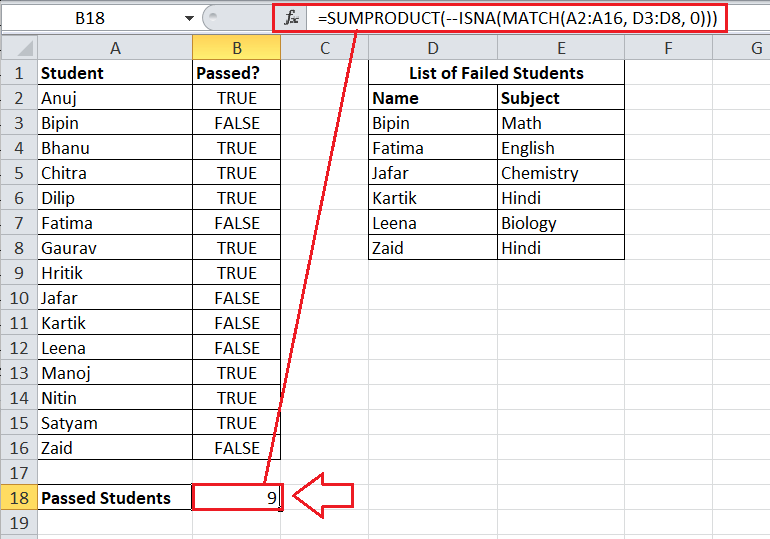 B18 fx =SUMPRODUCT(--ISNA(MATCH(A2:A16, D3:D8, 0)))
A B C D E F G
1 Student Passed? List of Failed Students
2 Anuj TRUE Name Subject
3 Bipin FALSE Bipin Math
4 Bhanu TRUE Fatima English
5 Chitra TRUE Jafar Chemistry
6 Dilip TRUE Kartik Hindi
7 Fatima FALSE Leena Biology
8 Gaurav TRUE Zaid Hindi
9 Hritik TRUE
10 Jafar FALSE
11 Kartik FALSE
12 Leena FALSE
13 Manoj TRUE
14 Nitin TRUE
15 Satyam TRUE
16 Zaid FALSE
17
18 Passed Students 9
19